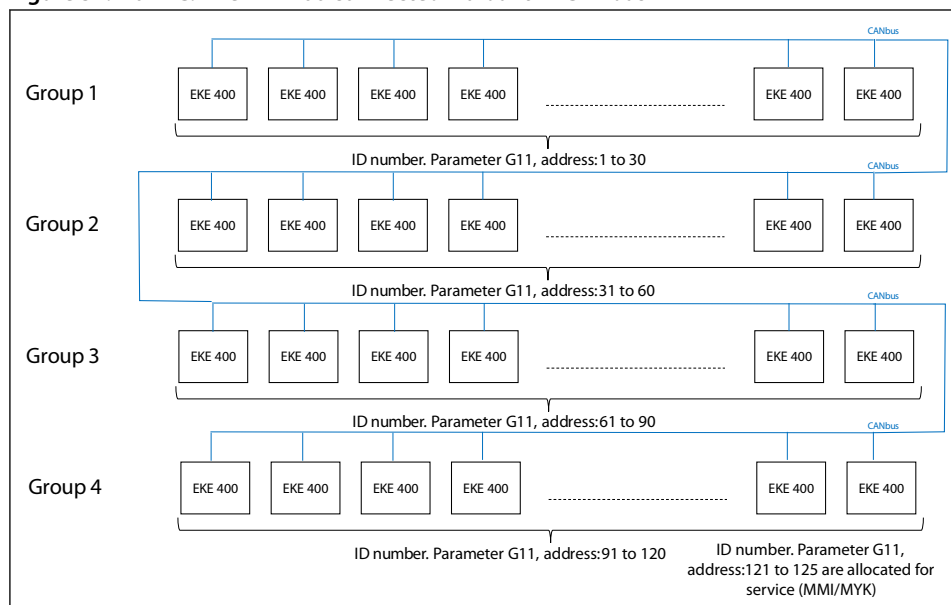 CANbus
Group 1
EKE 400 EKE 400 EKE 400 EKE 400 EKE 400 EKE 400
ID number. Parameter G11, address:1 to 30
CANbus
Group 2
EKE 400 EKE 400 EKE 400 EKE 400 EKE 400 EKE 400
ID number. Parameter G11, address:31 to 60
CANbus
Group 3
EKE 400 EKE 400 EKE 400 EKE 400 EKE 400 EKE 400
ID number. Parameter G11, address:61 to 90
CANbus
Group 4
EKE 400 EKE 400 EKE 400 EKE 400 EKE 400 EKE 400
ID number. Parameter G11, address:91 to 120
ID number. Parameter G11,
address:121 to 125 are allocated for
service (MMI/MYK)